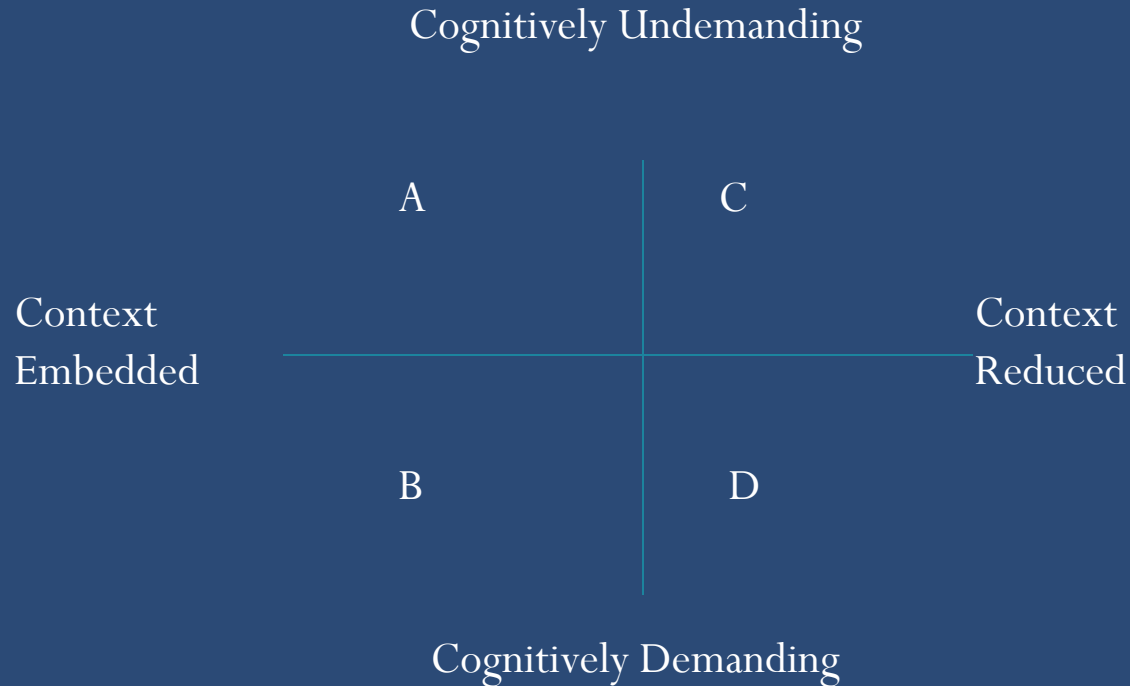 Cognitively Undemanding
A
C
Context
Embedded
Context
Reduced
B
D
Cognitively Demanding